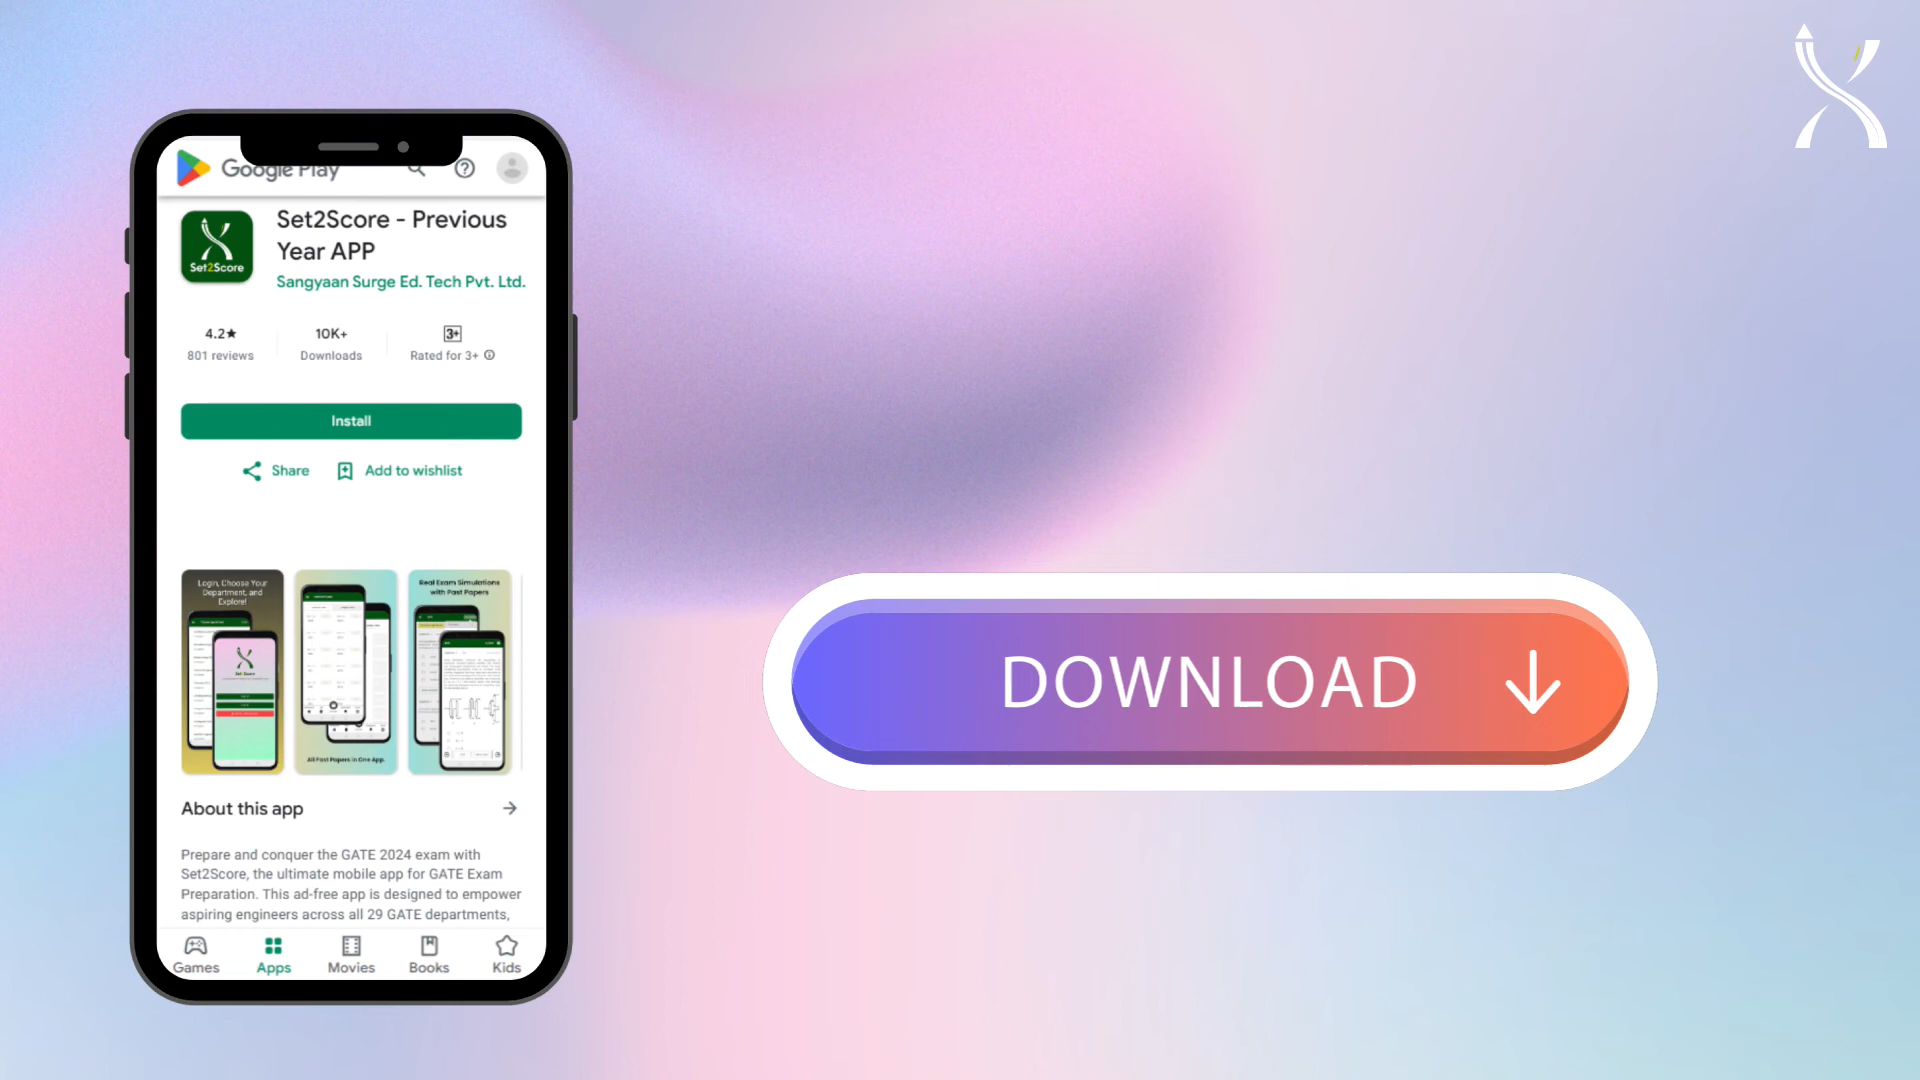 Google Play
Set2Score - Previous
Year APP
Set2Score
Sangyaan Surge Ed. Tech Pvt. Ltd.
4.2★
801 reviews
10K+
Downloads
3+
Rated for 3+
Install
Share
Add to wishlist
Login, Choose Your
Department, and
Explore!
All Past Papers in One App.
Real Exam Simulations
with Past Papers
About this app
Prepare and conquer the GATE 2024 exam with
Set2Score, the ultimate mobile app for GATE Exam
Preparation. This ad-free app is designed to empower
aspiring engineers across all 29 GATE departments,
Games
Apps
Movies
Books
Kids
DOWNLOAD